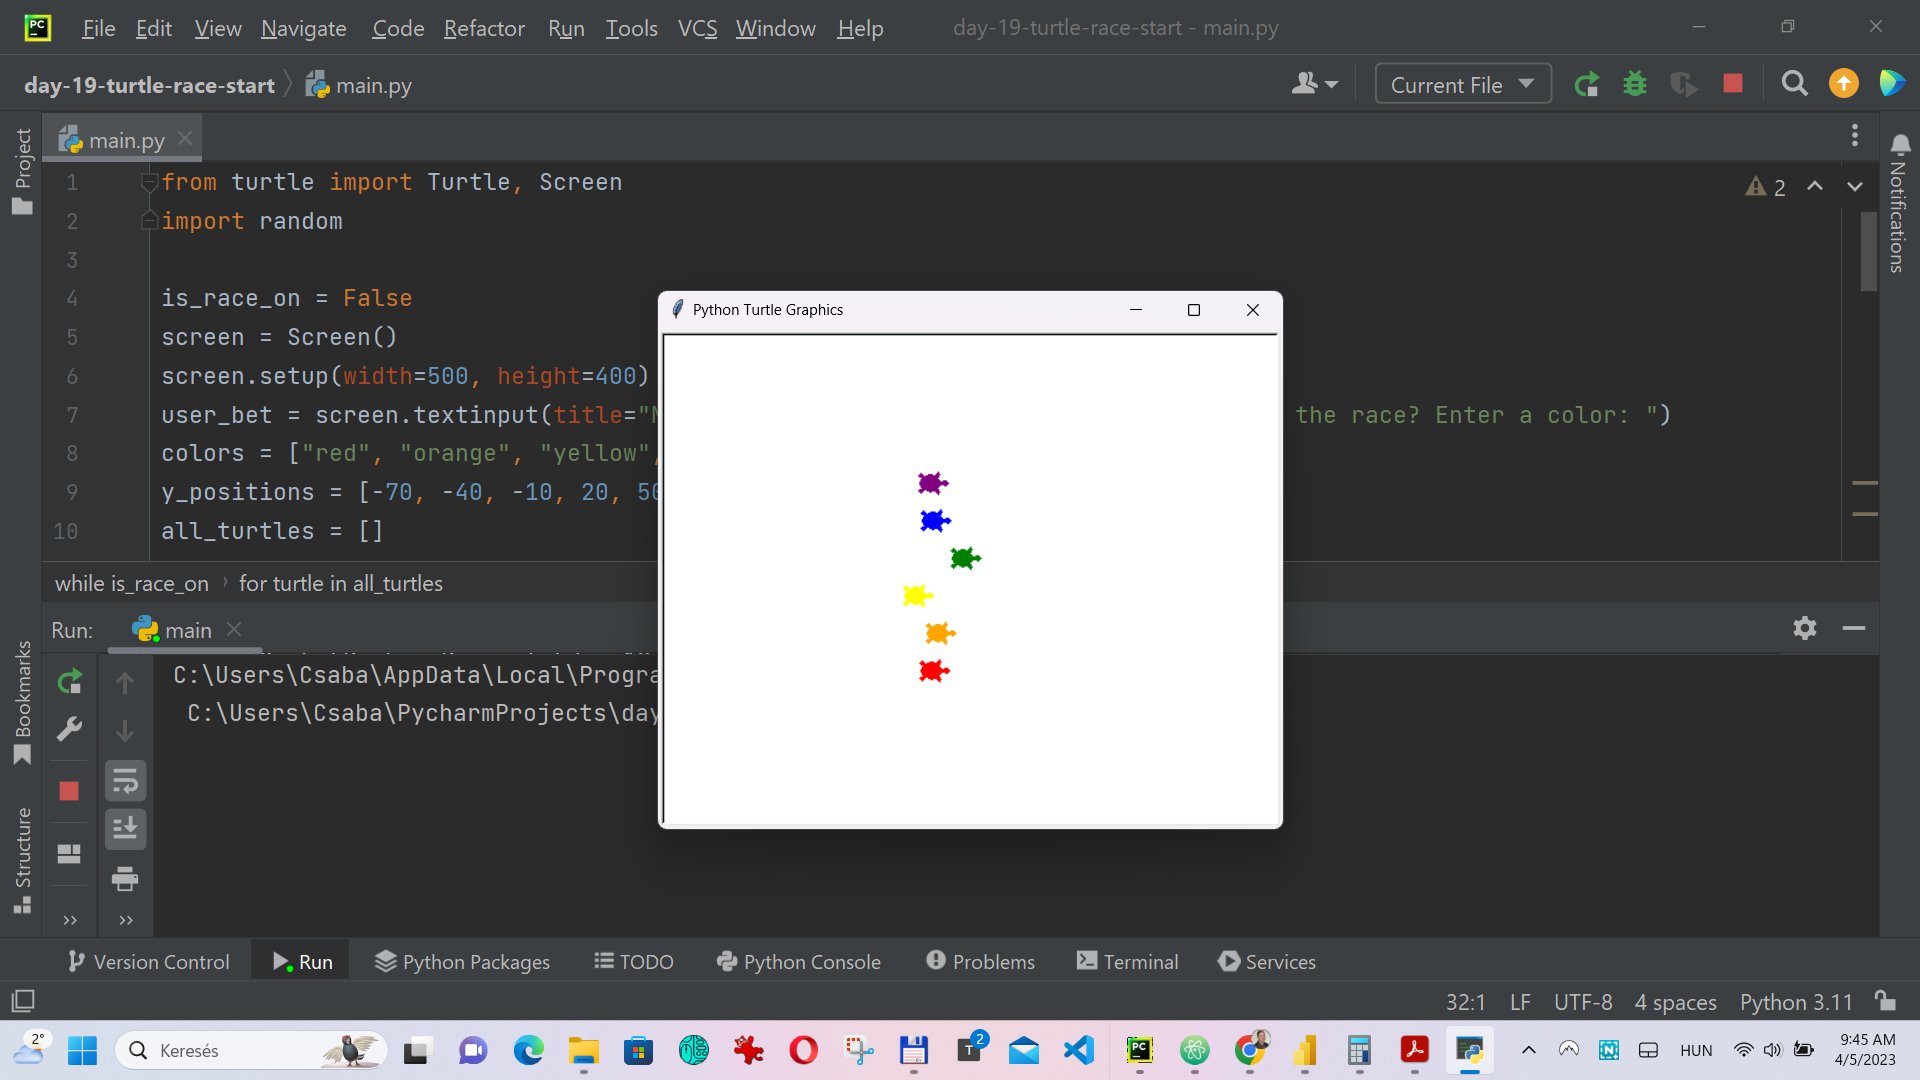 PC
File Edit View Navigate Code Refactor Run Tools VCS Window Help
day-19-turtle-race-start - main.py
day-19-turtle-race-start main.py
Current File
Project
main.py
Notifications
2
1 from turtle import Turtle, Screen
2 import random
3
4 is_race_on = False
5 screen = Screen()
6 screen.setup(width=500, height=400)
7 user_bet = screen.textinput(title=" the race? Enter a color: ")
8 colors = ["red", "orange", "yellow",
9 y_positions = [-70, -40, -10, 20, 50
10 all_turtles = []
Python Turtle Graphics
while is_race_on for turtle in all_turtles
Run: main
C:\Users\Csaba\AppData\Local\Progra
C:\Users\Csaba\PycharmProjects\day
Bookmarks
Structure
Version Control Run Python Packages TODO Python Console Problems Terminal Services
32:1 LF UTF-8 4 spaces Python 3.11
2°
Keresés
T 2
PC
HUN
9:45 AM
4/5/2023